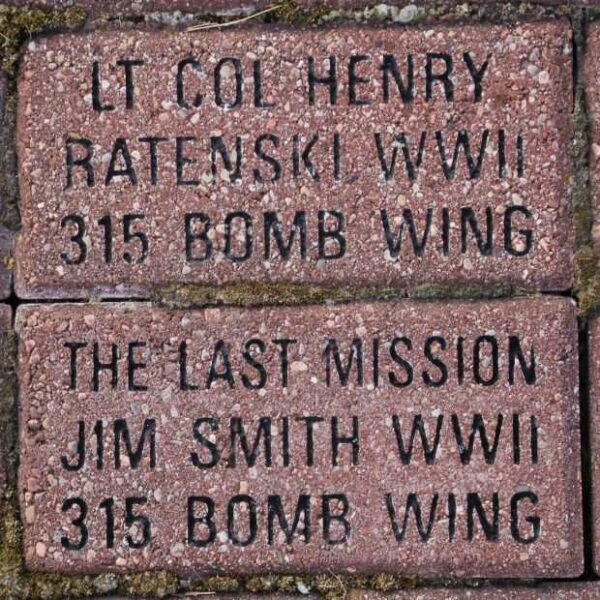 LT COL HENRY
RATENSKI WWII
315 BOMB WING
THE LAST MISSION
JIM SMITH WWII
315 BOMB WING